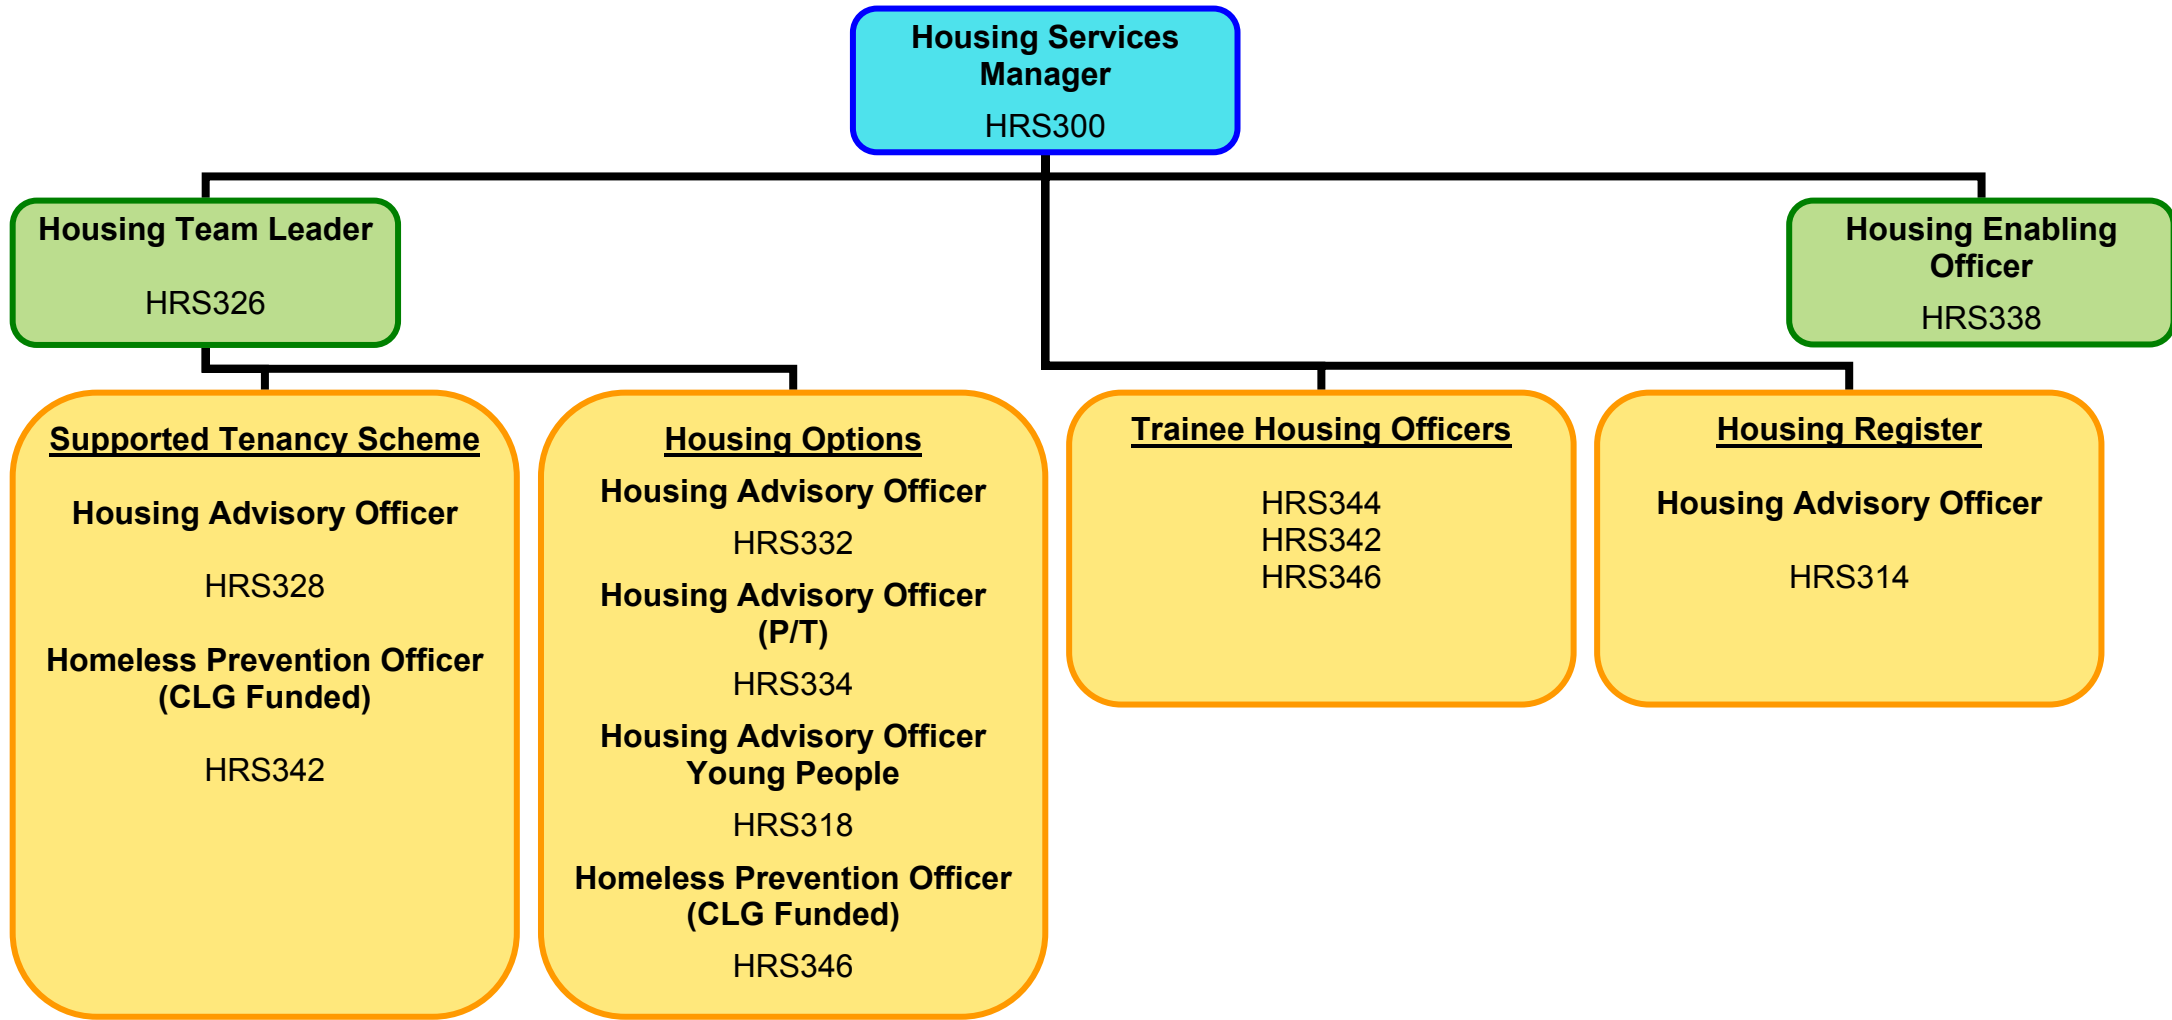 Housing Services
Manager
HRS300
Housing Team Leader
HRS326
Housing Enabling
Officer
HRS338
Supported Tenancy Scheme
Housing Advisory Officer
HRS328
Homeless Prevention Officer
(CLG Funded)
HRS342
Housing Options
Housing Advisory Officer
HRS332
Housing Advisory Officer
(P/T)
HRS334
Housing Advisory Officer
Young People
HRS318
Homeless Prevention Officer
(CLG Funded)
HRS346
Trainee Housing Officers
HRS344
HRS342
HRS346
Housing Register
Housing Advisory Officer
HRS314